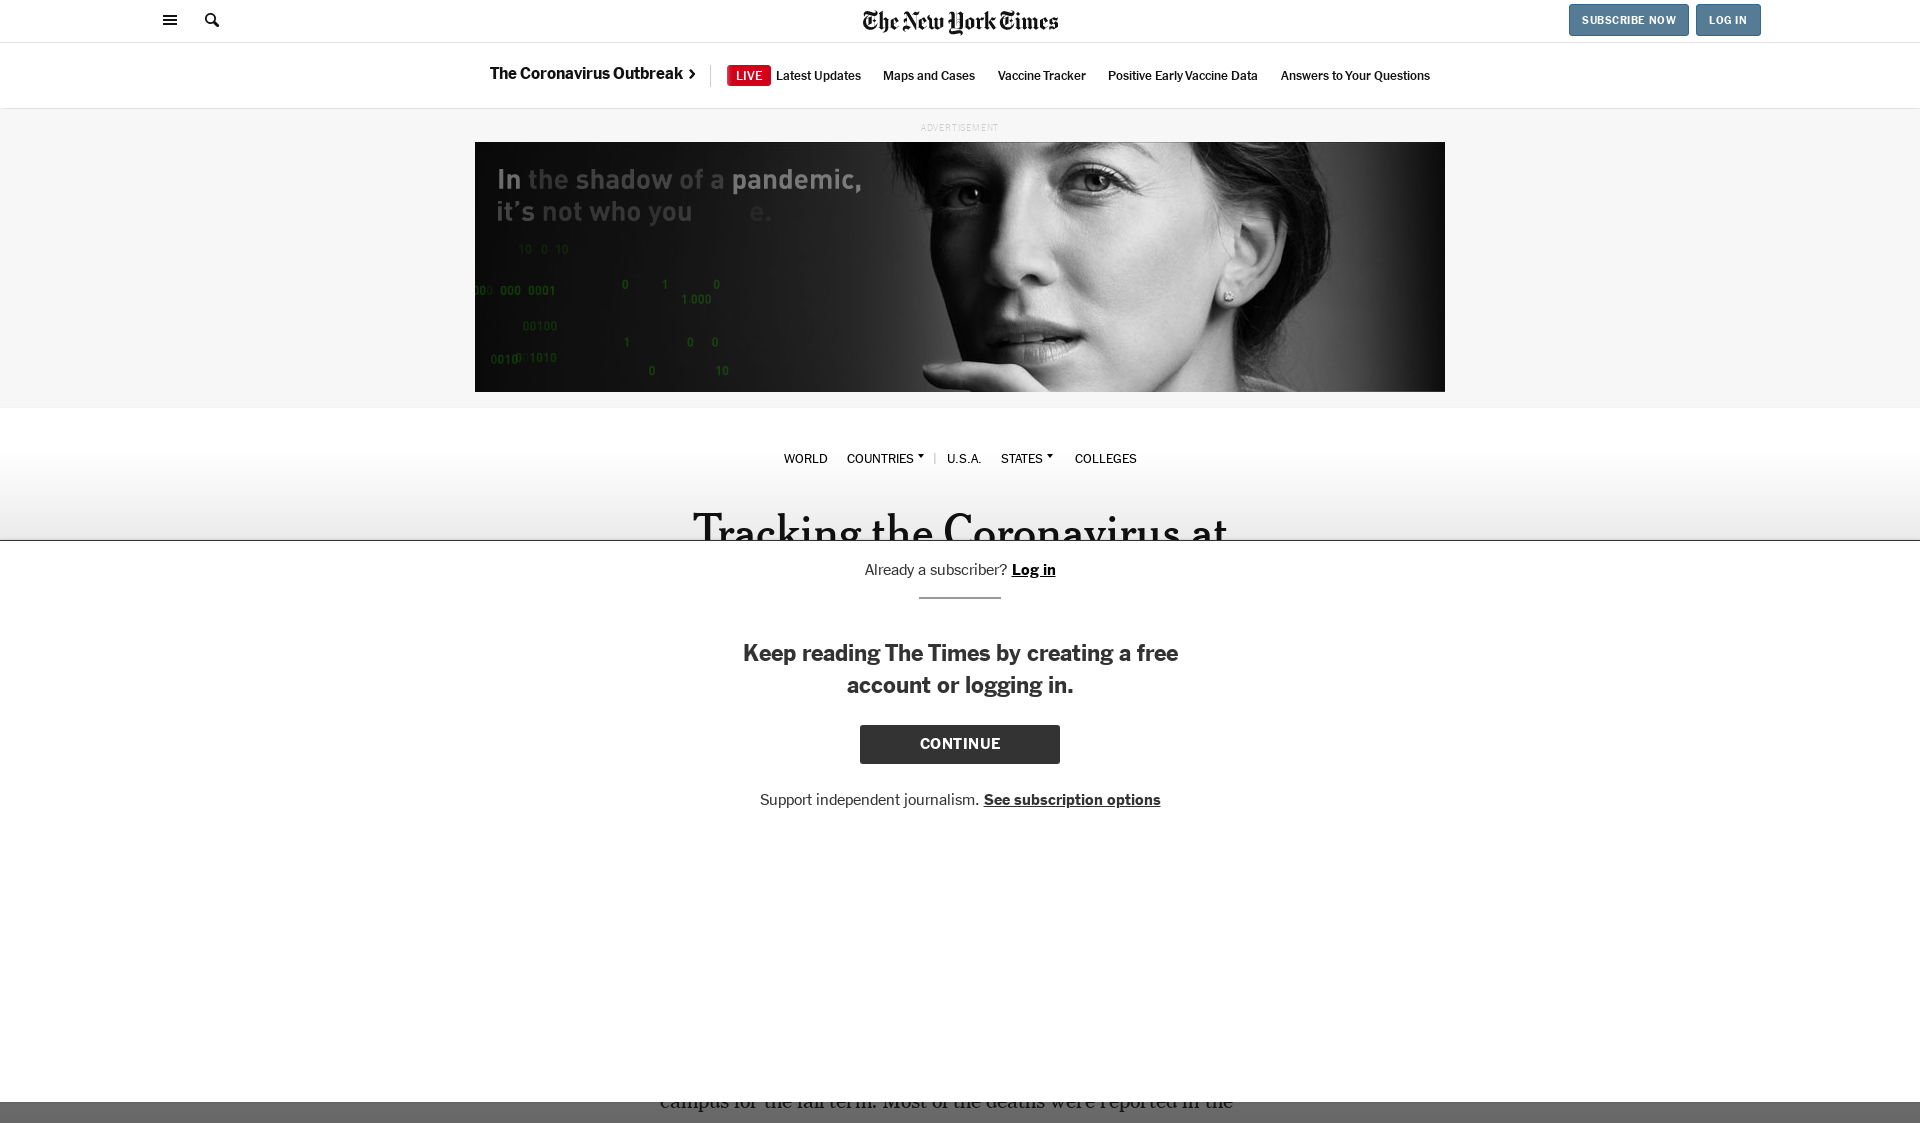 The New York Times
SUBSCRIBE NOW
LOG IN
The Coronavirus Outbreak
LIVE Latest Updates
Maps and Cases
Vaccine Tracker
Positive Early Vaccine Data
Answers to Your Questions
ADVERTISEMENT
In the shadow of a pandemic,
it's not who you e.
10 0 10
0 1 0
000 0001
1 000
00100
1 0 0
0010 1010
0 10
WORLD COUNTRIES | U.S.A. STATES COLLEGES
Tracking the Coronavirus at
Already a subscriber? Log in
Keep reading The Times by creating a free
account or logging in.
CONTINUE
Support independent journalism. See subscription options
campus for the fall term. Most of the deaths were reported in the